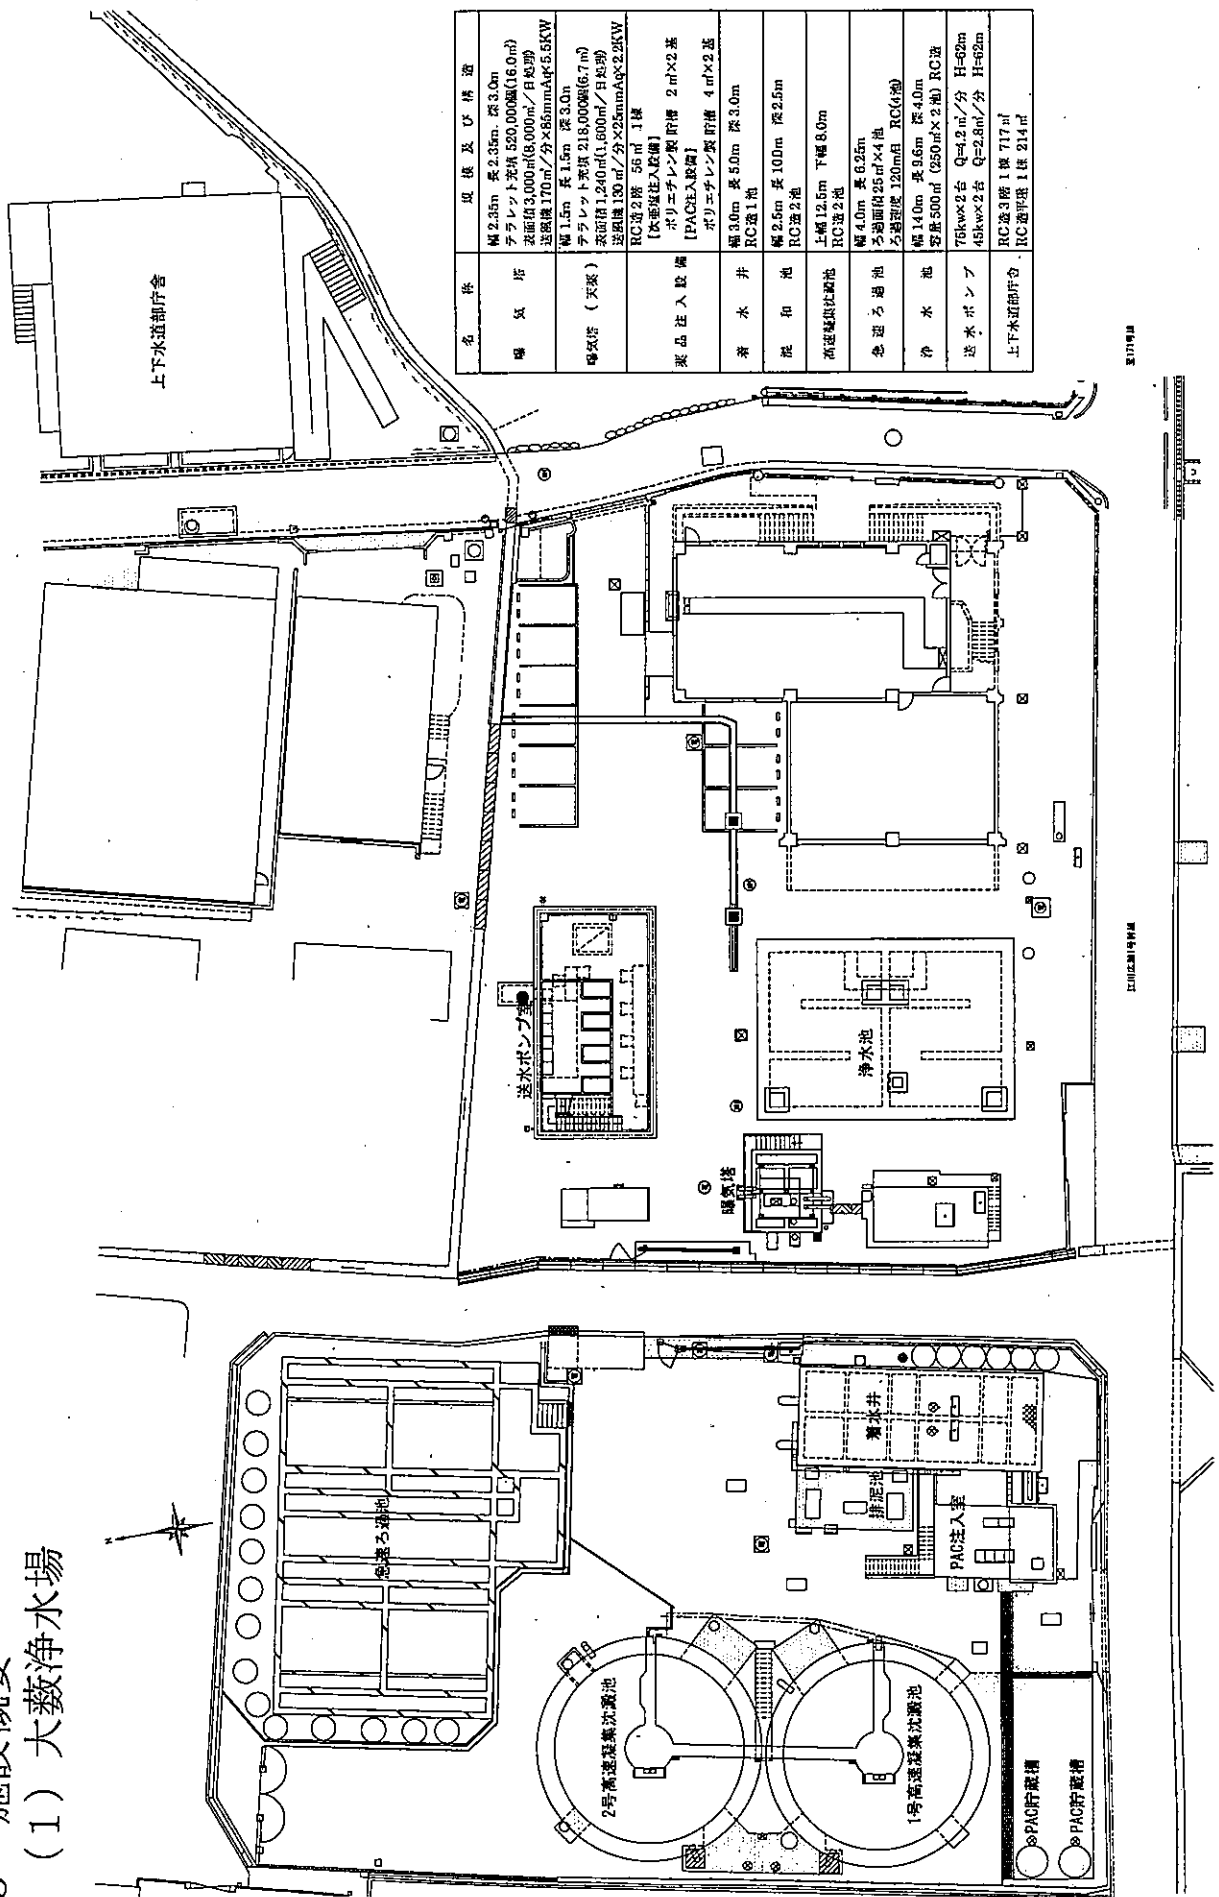 (1) 大薮浄水場
名称
規模及び構造
曝気塔
幅2.35m 長2.35m 深3.0m
テラレット充填 520,000個(16.0㎥)
表面積3,000㎡(8,000㎥/日処理)
送風機170㎥/分×85mmAq×5.5KW
曝気塔(天薬)
幅1.5m 長1.5m 深3.0m
テラレット充填 218,000個(6.7㎥)
表面積1,240㎡(1,600㎥/日処理)
送風機130㎥/分×25mmAq×2.2KW
薬品注入設備
RC造2階 56㎡ 1棟
[次亜塩注入設備]
ポリエチレン製貯槽 2㎥×2基
[PAC注入設備]
ポリエチレン製貯槽 4㎥×2基
着水井
幅3.0m 長5.0m 深3.0m
RC造1池
混和池
幅2.5m 長10.0m 深2.5m
RC造2池
高速凝集沈澱池
上幅12.5m 下幅8.0m
RC造2池
急速ろ過池
幅4.0m 長6.25m
ろ過面積25㎡×4池
ろ過速度120m/日 RC(4池)
浄水池
幅14.0m 長9.6m 深4.0m
容量500㎥(250㎥×2池) RC造
送水ポンプ
75kw×2台 Q=4.2㎥/分 H=62m
45kw×2台 Q=2.8㎥/分 H=62m
上下水道部庁舎
RC造3階1棟 717㎡
RC造平階1棟 214㎡
上下水道部庁舎
送水ポンプ室
浄水池
曝気塔
急速ろ過池
着水井
排泥池
PAC注入室
2号高速凝集沈澱池
1号高速凝集沈澱池
PAC貯蔵槽
PAC貯蔵槽
N